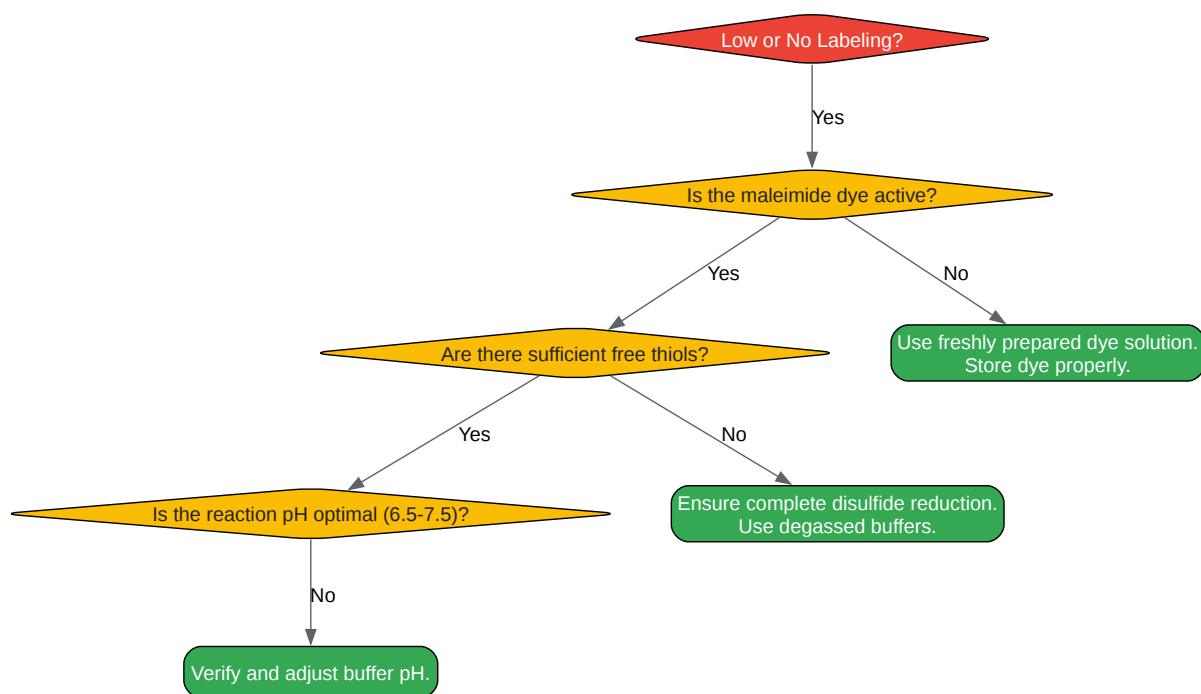 Low or No Labeling?
Yes
Is the maleimide dye active?
Yes
No
Are there sufficient free thiols?
Use freshly prepared dye solution.
Store dye properly.
Yes
No
Is the reaction pH optimal (6.5-7.5)?
Ensure complete disulfide reduction.
Use degassed buffers.
No
Verify and adjust buffer pH.